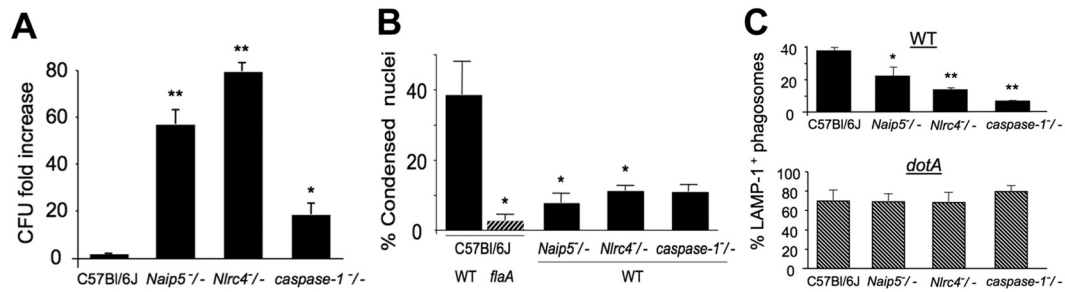 A
CFU fold increase
80
60
40
20
0
**
**
*
C57Bl/6J Naip5-/- Nlrc4-/- caspase-1-/-
B
% Condensed nuclei
40
20
0
*
*
*
C57Bl/6J Naip5-/- Nlrc4-/- caspase-1-/-
WT flaA WT
C
% LAMP-1+ phagosomes
WT
40
20
0
*
**
**
C57Bl/6J Naip5-/- Nlrc4-/- caspase-1-/-
dotA
100
80
60
40
20
0
C57Bl/6J Naip5-/- Nlrc4-/- caspase-1-/-